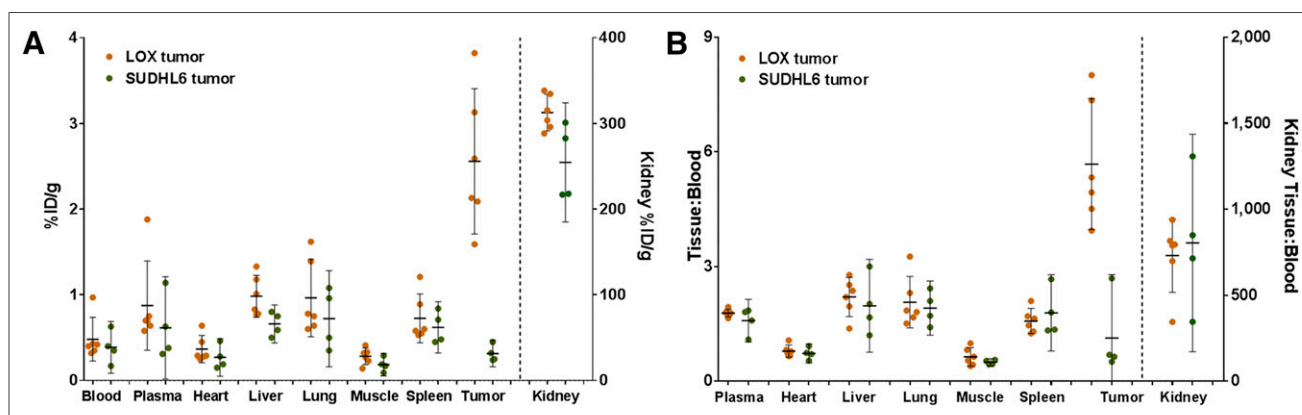 A
LOX tumor
SUDHL6 tumor
%ID/g
4
3
2
1
0
Kidney %ID/g
400
300
200
100
0
Blood Plasma Heart Liver Lung Muscle Spleen Tumor Kidney
B
LOX tumor
SUDHL6 tumor
Tissue:Blood
9
6
3
0
Kidney Tissue:Blood
2,000
1,500
1,000
500
0
Plasma Heart Liver Lung Muscle Spleen Tumor Kidney